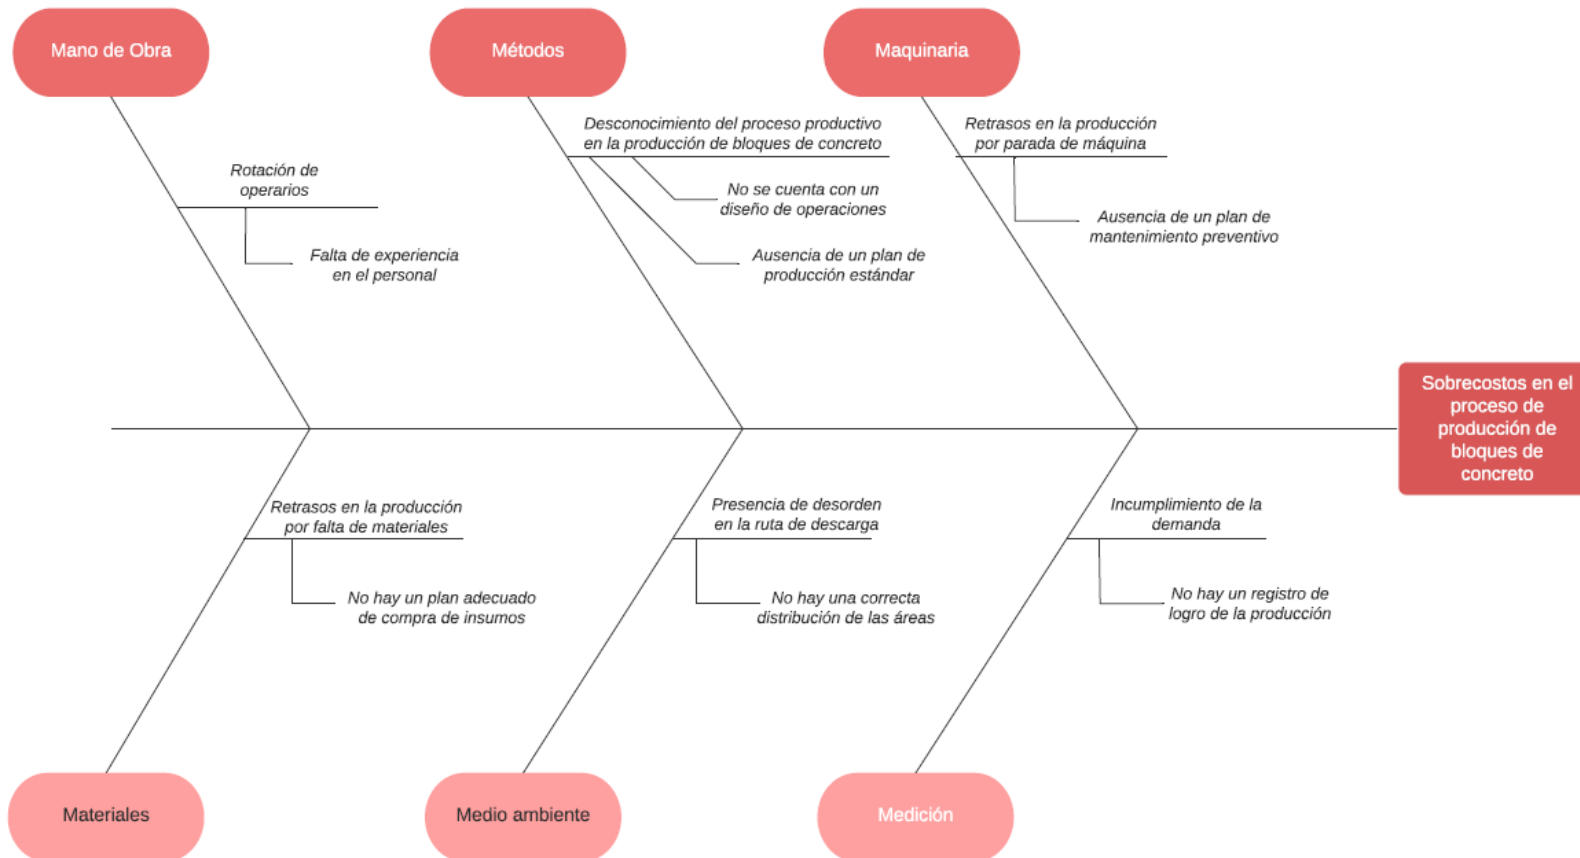 Mano de Obra
Métodos
Maquinaria
Desconocimiento del proceso productivo
en la producción de bloques de concreto
Retrasos en la producción
por parada de máquina
Rotación de
operarios
No se cuenta con un
diseño de operaciones
Ausencia de un plan de
mantenimiento preventivo
Falta de experiencia
en el personal
Ausencia de un plan de
producción estándar
Sobrecostos en el
proceso de
producción de
bloques de
concreto
Retrasos en la producción
por falta de materiales
Presencia de desorden
en la ruta de descarga
Incumplimiento de la
demanda
No hay un plan adecuado
de compra de insumos
No hay una correcta
distribución de las áreas
No hay un registro de
logro de la producción
Materiales
Medio ambiente
Medición